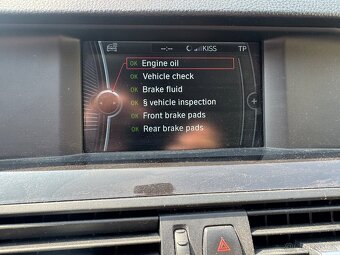 --:-- KISS TP
OK Engine oil
OK Vehicle check
OK Brake fluid
OK § vehicle inspection
OK Front brake pads
OK Rear brake pads